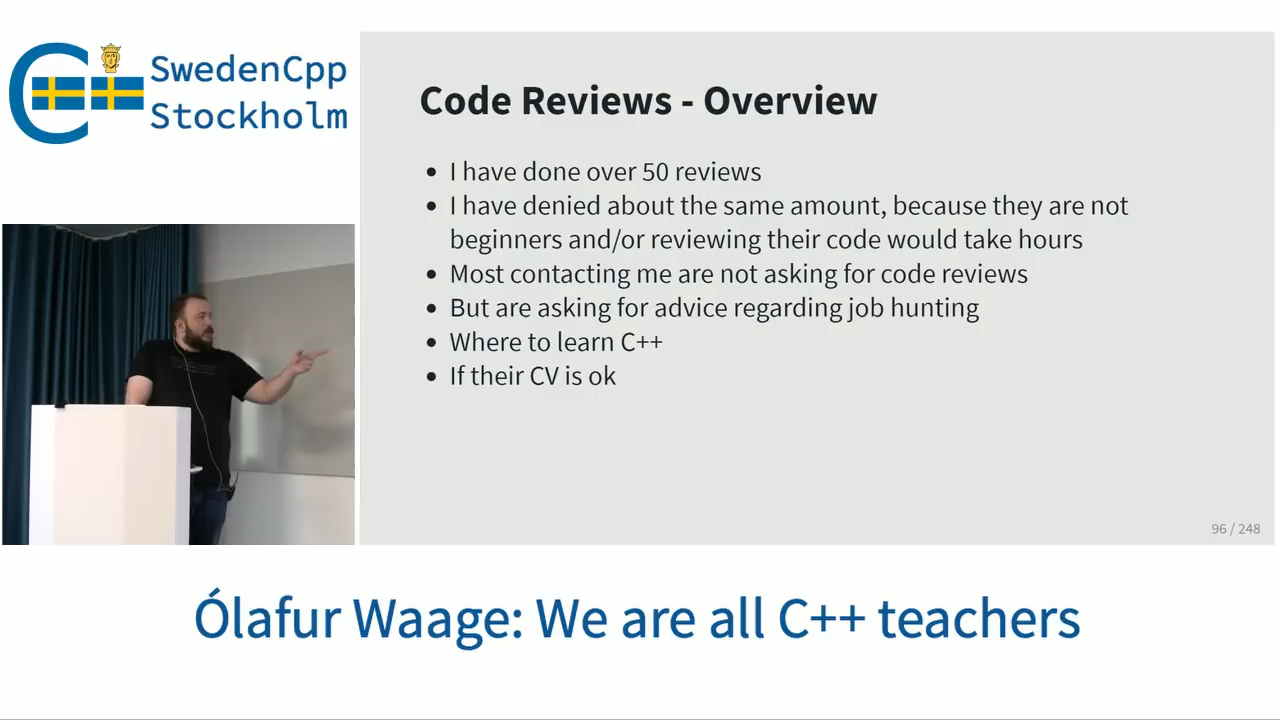 SwedenCpp
Stockholm
Code Reviews - Overview
• I have done over 50 reviews
• I have denied about the same amount, because they are not
beginners and/or reviewing their code would take hours
• Most contacting me are not asking for code reviews
• But are asking for advice regarding job hunting
• Where to learn C++
• If their CV is ok
96 / 248
Ólafur Waage: We are all C++ teachers